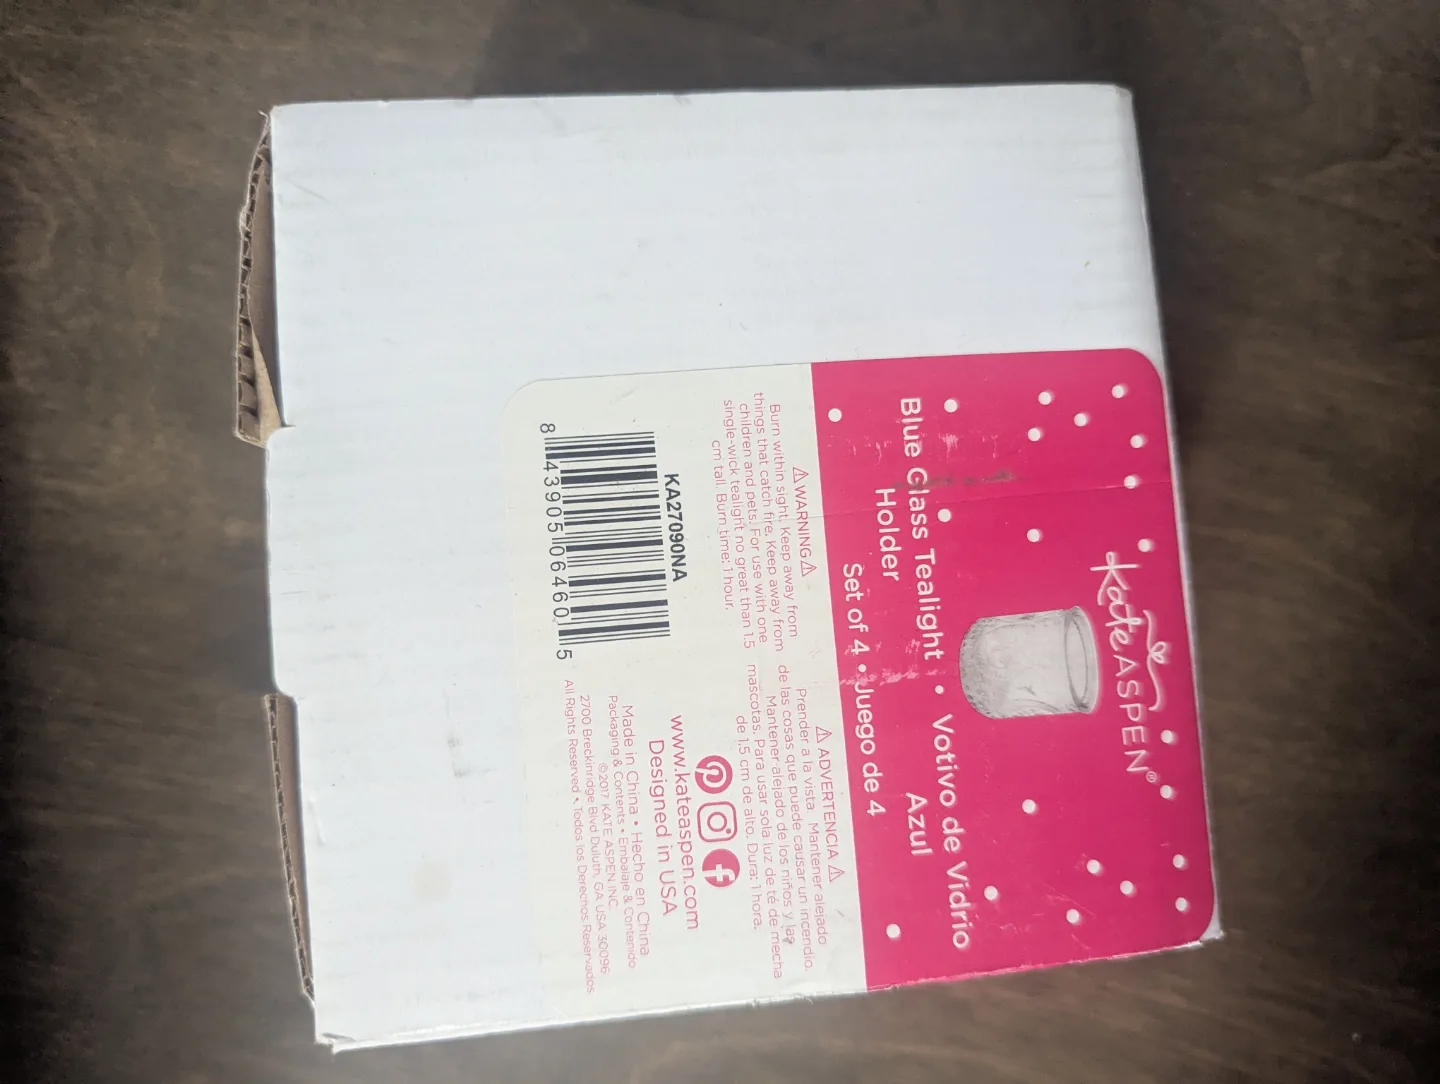 kate ASPEN®
Blue Glass Tealight • Votivo de Vidrio
Holder Azul
Set of 4 • Juego de 4
⚠WARNING⚠
Burn within sight. Keep away from
things that catch fire. Keep away from
children and pets. For use with one
single-wick tealight no great than 1.5
cm tall. Burn time: 1 hour.
⚠ ADVERTENCIA ⚠
Prender a la vista Mantener alejado
de las cosas que puede causar un incendio.
Mantener alejado de los niños y las
mascotas. Para usar sola luz de té de mecha
de 1.5 cm de alto. Dura: 1 hora.
KA27090NA
8 43905 06460 5
www.kateaspen.com
Designed in USA
Made in China • Hecho en China
Packaging & Contents • Embalaje & Contenido
©2017 KATE ASPEN INC.
2700 Breckinridge Blvd Duluth, GA USA 30096
All Rights Reserved • Todos los Derechos Reservados